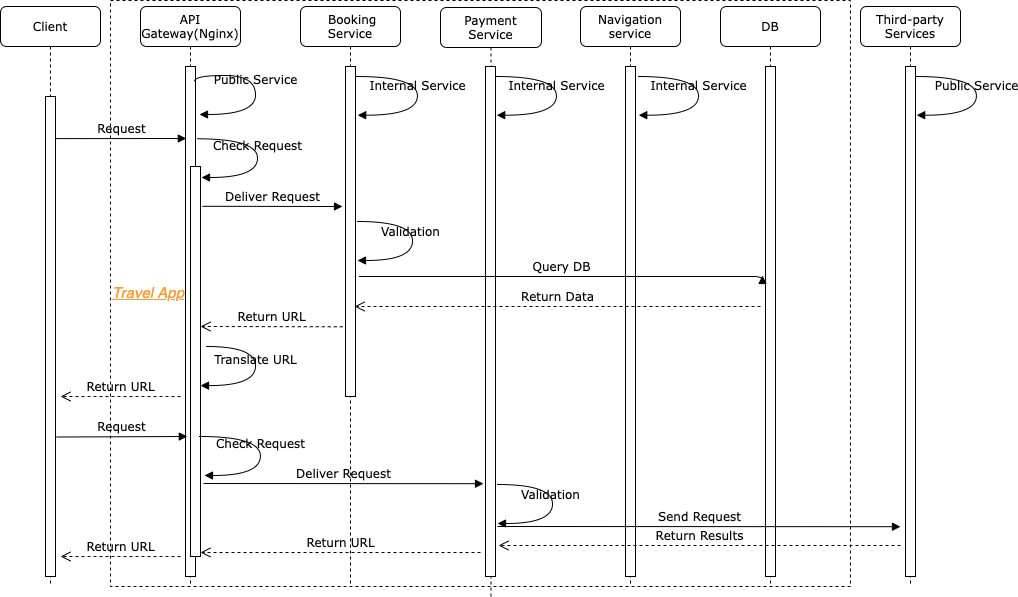 Client
API
Gateway(Nginx)
Booking
Service
Payment
Service
Navigation
service
DB
Third-party
Services
Public Service
Internal Service
Internal Service
Internal Service
Public Service
Request
Check Request
Deliver Request
Validation
Query DB
Travel App
Return Data
Return URL
Translate URL
Return URL
Request
Check Request
Deliver Request
Validation
Send Request
Return Results
Return URL
Return URL